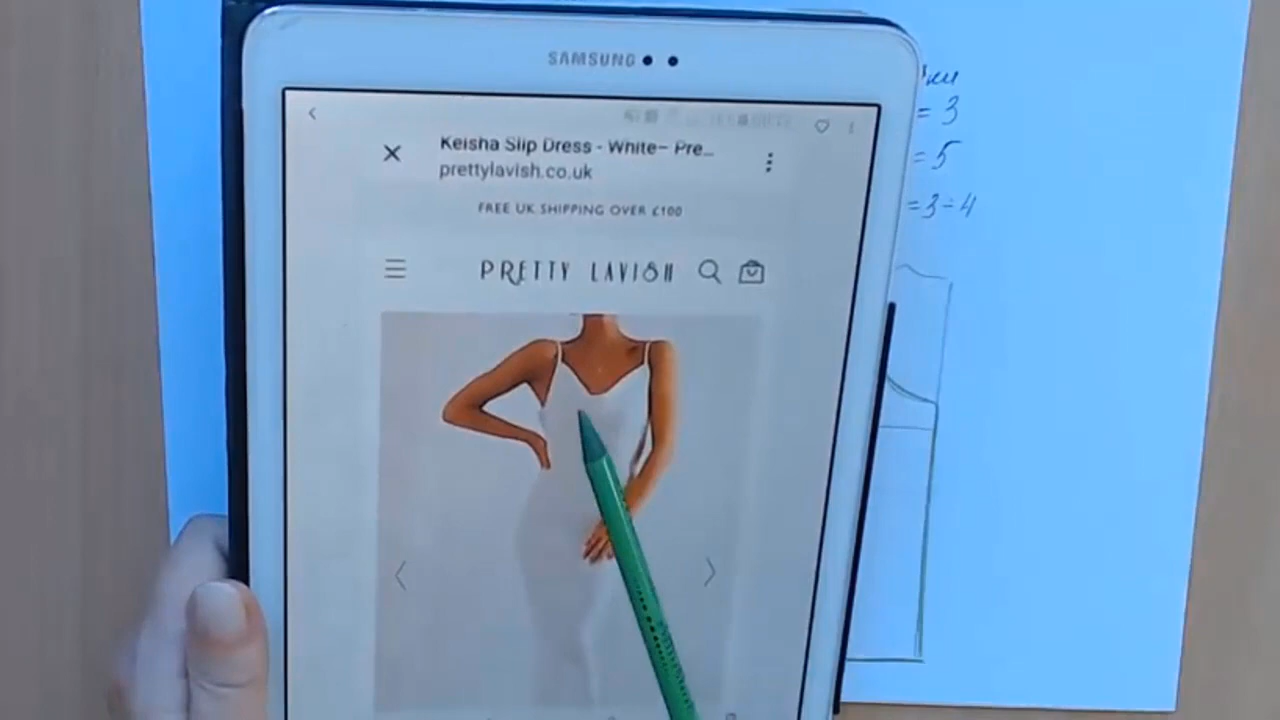 SAMSUNG
Keisha Slip Dress - White– Pre...
prettylavish.co.uk
FREE UK SHIPPING OVER £100
PRETTY LAVISH
= 3
= 5
= 3÷4